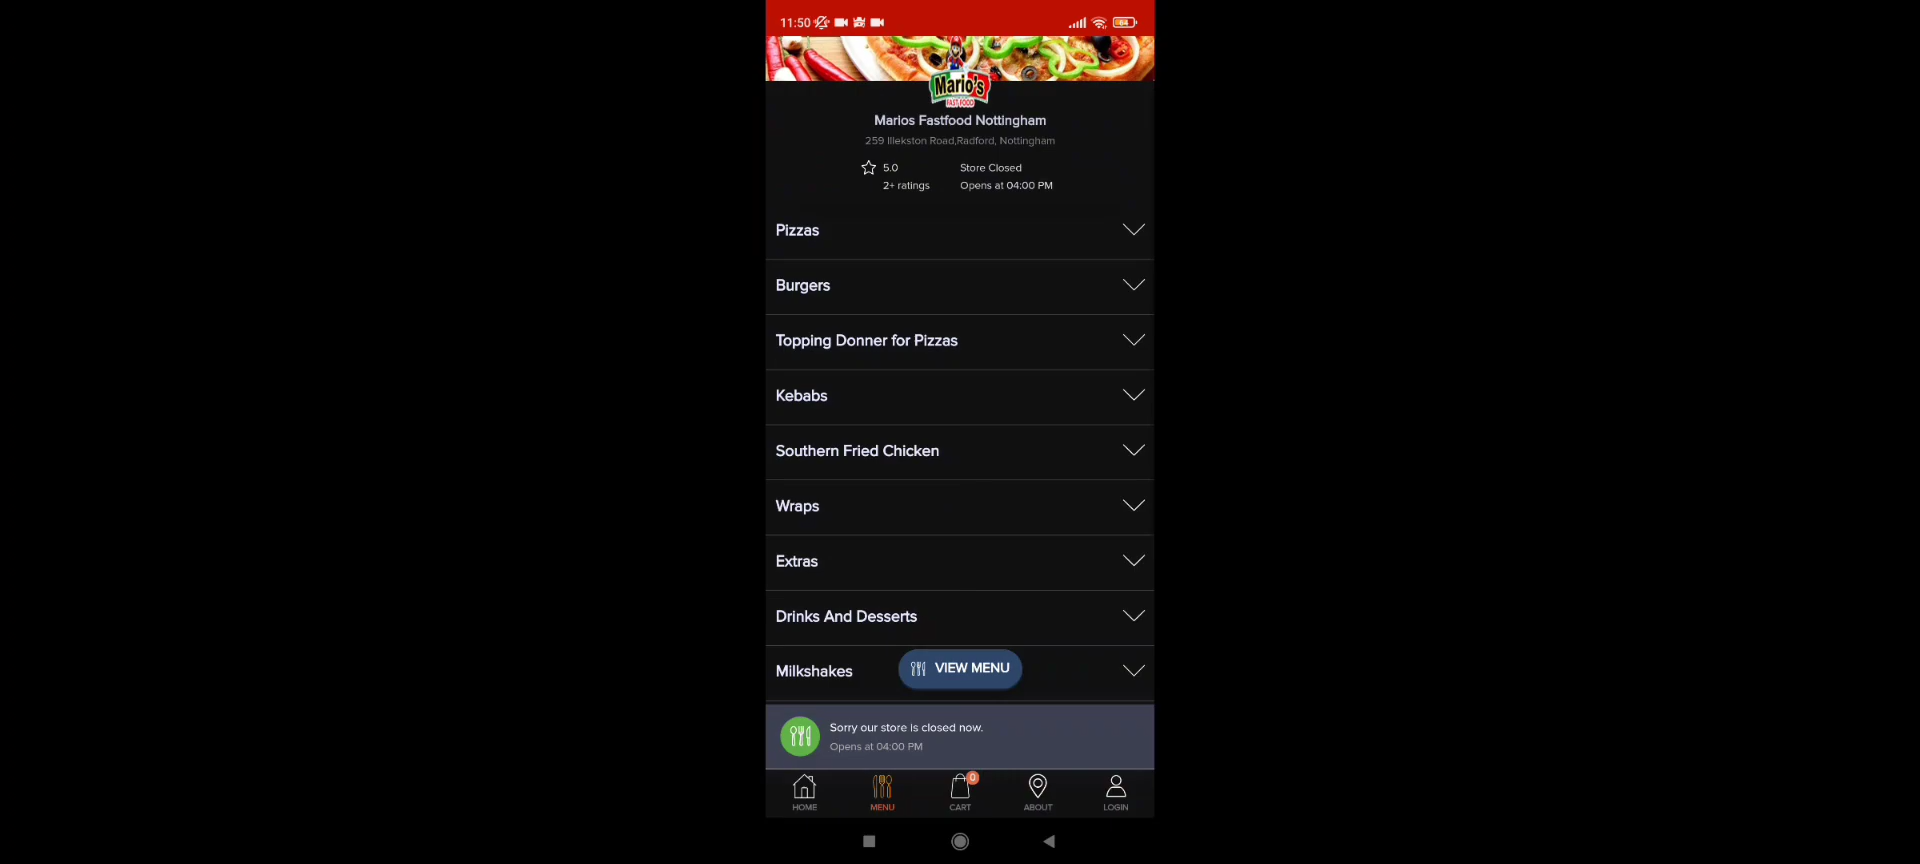 11:50
64
Mario's
FAST FOOD
Marios Fastfood Nottingham
259 Illekston Road,Radford, Nottingham
5.0
Store Closed
2+ ratings
Opens at 04:00 PM
Pizzas
Burgers
Topping Donner for Pizzas
Kebabs
Southern Fried Chicken
Wraps
Extras
Drinks And Desserts
Milkshakes
VIEW MENU
Sorry our store is closed now.
Opens at 04:00 PM
0
HOME
MENU
CART
ABOUT
LOGIN